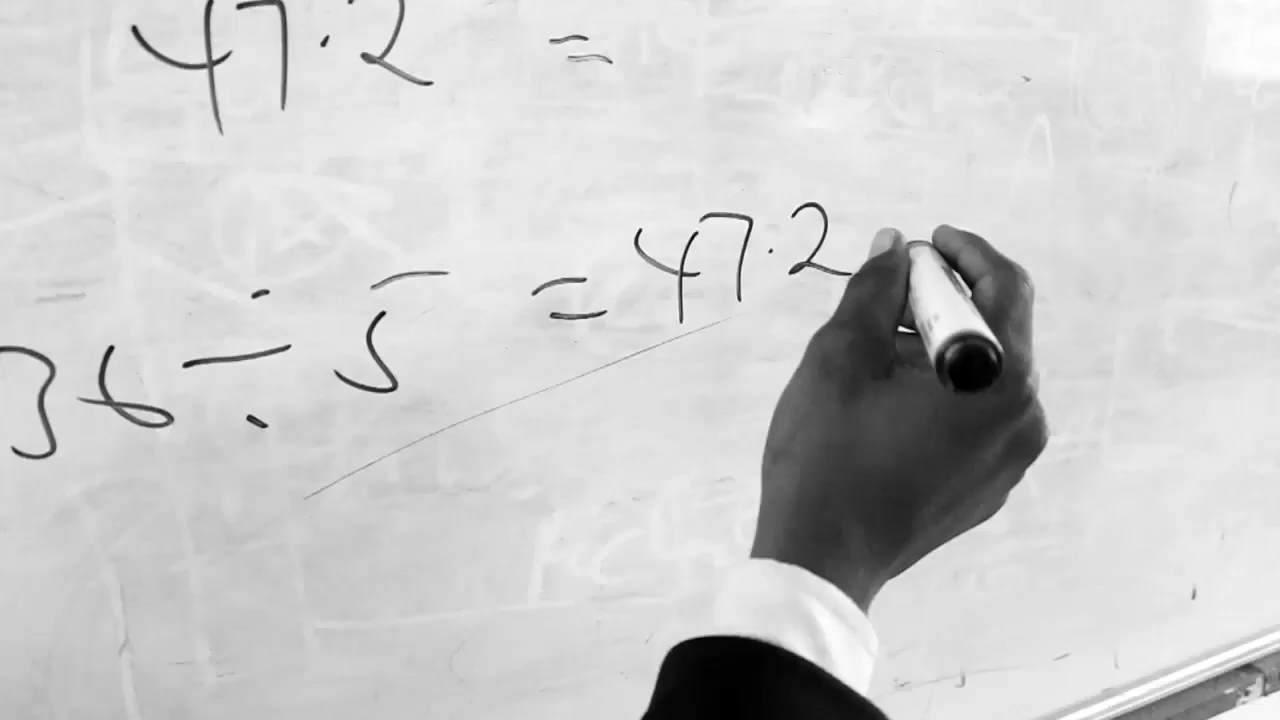 47.2 =
36 ÷ 5 = 47.2